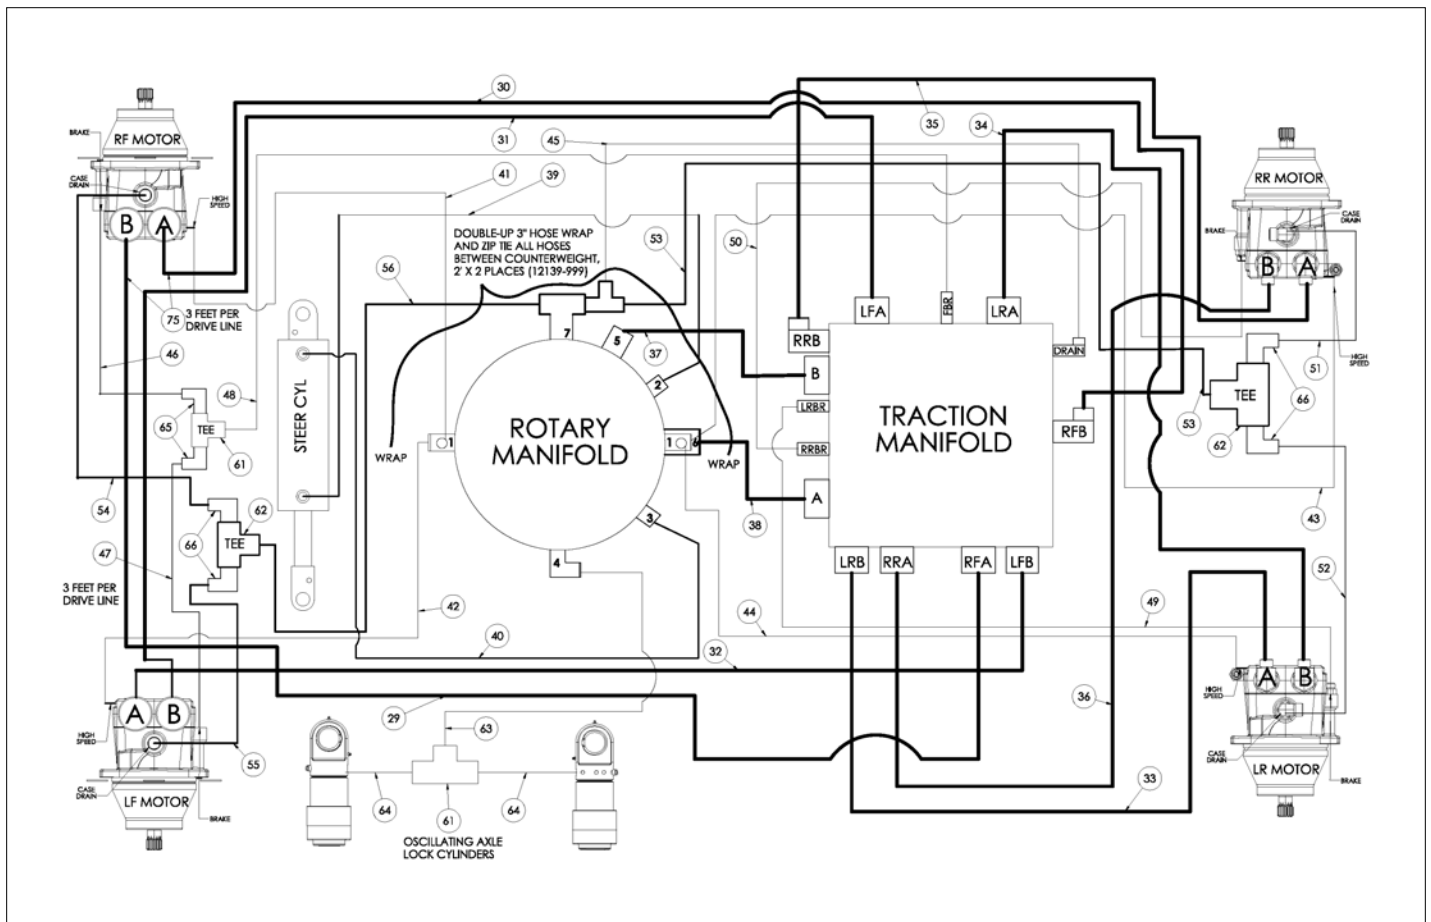 30
31
45
35
34
BRAKE
RF MOTOR
CASE
DRAIN
B
A
HIGH
SPEED
41
39
RR MOTOR
CASE
DRAIN
BRAKE
B
A
HIGH
SPEED
DOUBLE-UP 3" HOSE WRAP
AND ZIP TIE ALL HOSES
BETWEEN COUNTERWEIGHT,
2' X 2 PLACES (12139-999)
53
50
56
75
3 FEET PER
DRIVE LINE
46
48
STEER CYL
65
TEE
61
7
5
37
2
ROTARY
MANIFOLD
1
1
6
3
4
WRAP
WRAP
38
LFA
FBR
LRA
RRB
DRAIN
B
LRBR
RRBR
A
TRACTION
MANIFOLD
RFB
LRB
RRA
RFA
LFB
51
TEE
66
53
62
43
54
62
TEE
66
47
3 FEET PER
DRIVE LINE
42
44
49
52
40
32
36
29
33
A
B
HIGH
SPEED
55
CASE
DRAIN
LF MOTOR
BRAKE
63
64
64
61
OSCILLATING AXLE
LOCK CYLINDERS
A
B
HIGH
SPEED
CASE
DRAIN
LR MOTOR
BRAKE